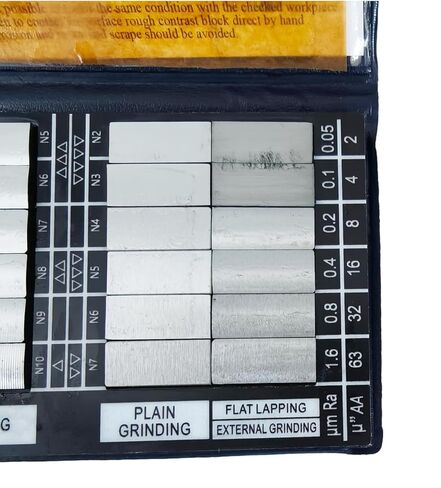 the same condition with the checked workpiece
rface rough contrast block direct by hand
scrape should be avoided.
N5 N2 0.05 2
N6 N3 0.1 4
N7 N4 0.2 8
N8 N5 0.4 16
N9 N6 0.8 32
N10 N7 1.6 63
µm Ra µ" AA
G
PLAIN
GRINDING
FLAT LAPPING
EXTERNAL GRINDING